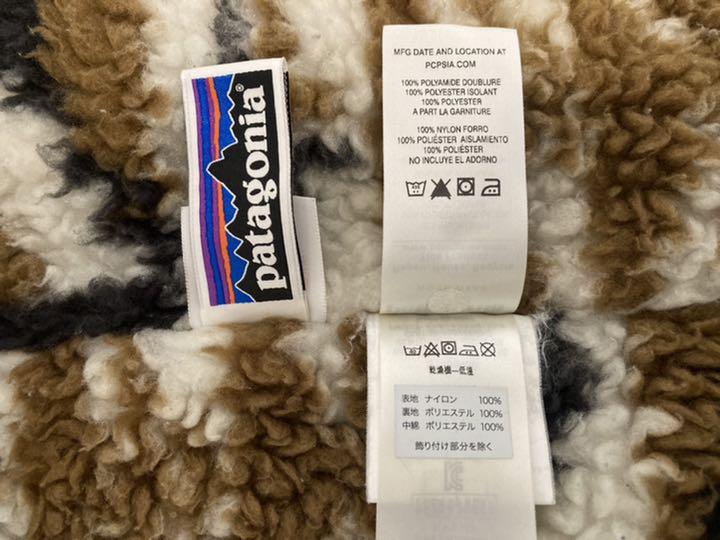 patagonia®
MFG DATE AND LOCATION AT
PCPSIA.COM
100% POLYAMIDE DOUBLURE
100% POLYESTER ISOLANT
100% POLYESTER
A PART LA GARNITURE
100% NYLON FORRO
100% POLIÉSTER AISLAMIENTO
100% POLIÉSTER
NO INCLUYE EL ADORNO
乾燥機―低温
表地 ナイロン 100%
裏地 ポリエステル 100%
中綿 ポリエステル 100%
飾り付け部分を除く